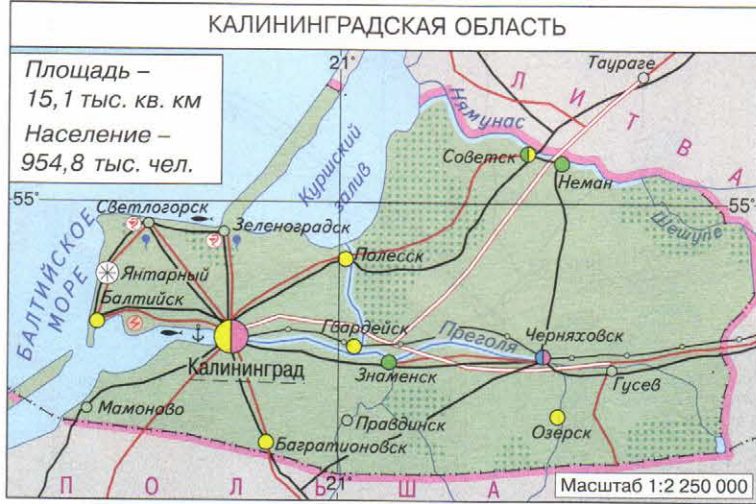 КАЛИНИНГРАДСКАЯ ОБЛАСТЬ
Площадь –
15,1 тыс. кв. км
Население –
954,8 тыс. чел.
21°
Таураге
ЛИТВА
Нямунас
Советск
Неман
Куршский
залив
55°
55°
Светлогорск
Зеленоградск
Шешупе
БАЛТИЙСКОЕ
МОРЕ
Янтарный
Полесск
Балтийск
Гвардейск
Преголя
Черняховск
Калининград
Знаменск
Гусев
Мамоново
Правдинск
Озерск
Багратионовск
ПОЛЬША
21°
Масштаб 1:2 250 000